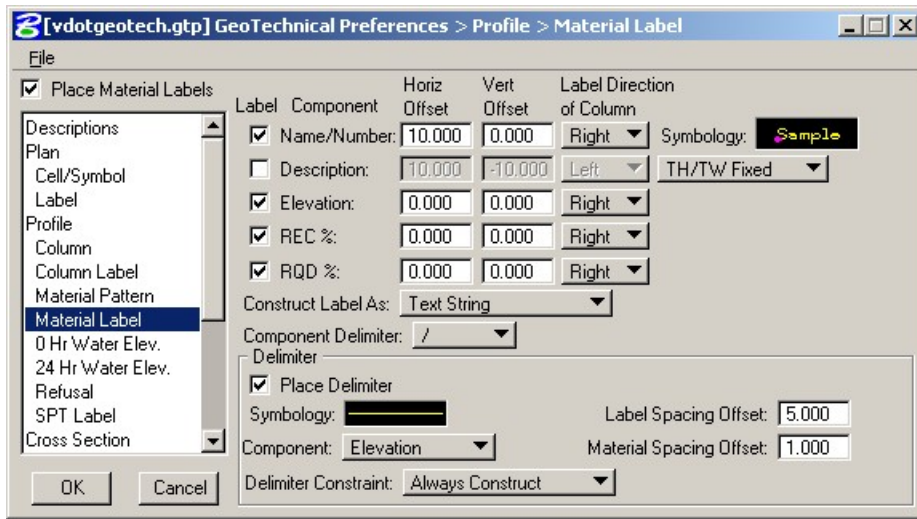 [vdotgeotech.gtp] GeoTechnical Preferences > Profile > Material Label
File
Place Material Labels
Descriptions
Plan
Cell/Symbol
Label
Profile
Column
Column Label
Material Pattern
Material Label
0 Hr Water Elev.
24 Hr Water Elev.
Refusal
SPT Label
Cross Section
OK Cancel
Horiz Vert Label Direction
Label Component Offset Offset of Column
Name/Number: 10.000 0.000 Right Symbology: Sample
Description: 10.000 -10.000 Left TH/TW Fixed
Elevation: 0.000 0.000 Right
REC %: 0.000 0.000 Right
RQD %: 0.000 0.000 Right
Construct Label As: Text String
Component Delimiter: /
Delimiter
Place Delimiter
Symbology: Label Spacing Offset: 5.000
Component: Elevation Material Spacing Offset: 1.000
Delimiter Constraint: Always Construct